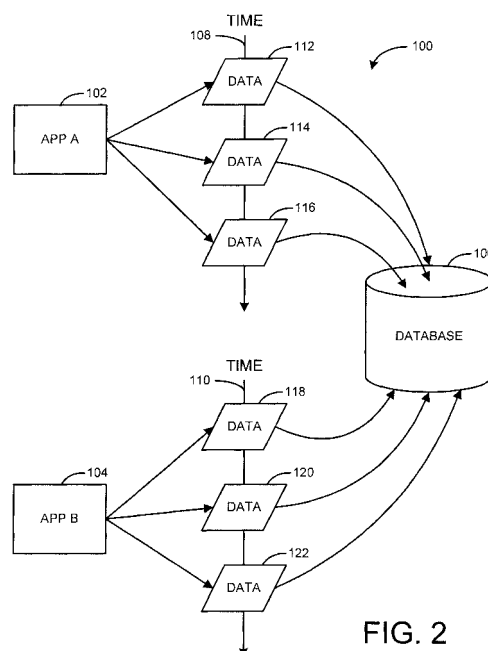 TIME
108
112
100
DATA
102
APP A
114
DATA
116
DATA
DATABASE
TIME
110
118
DATA
104
APP B
120
DATA
122
DATA
FIG. 2